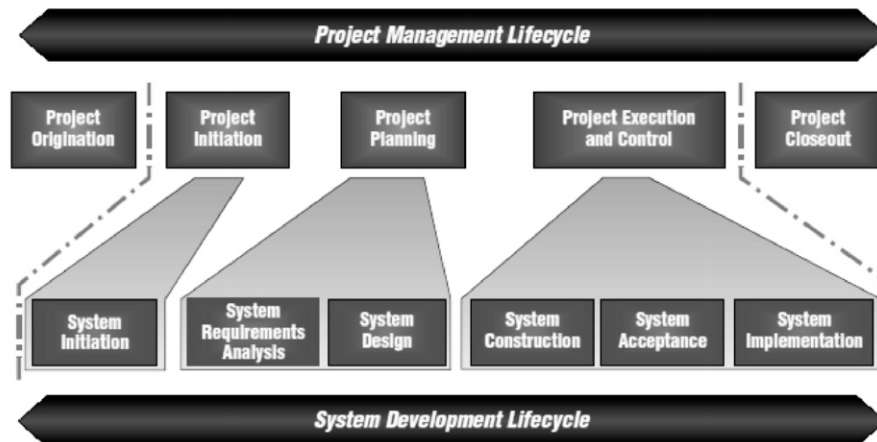 Project Management Lifecycle
Project
Origination
Project
Initiation
Project
Planning
Project Execution
and Control
Project
Closeout
System
Initiation
System
Requirements
Analysis
System
Design
System
Construction
System
Acceptance
System
Implementation
System Development Lifecycle